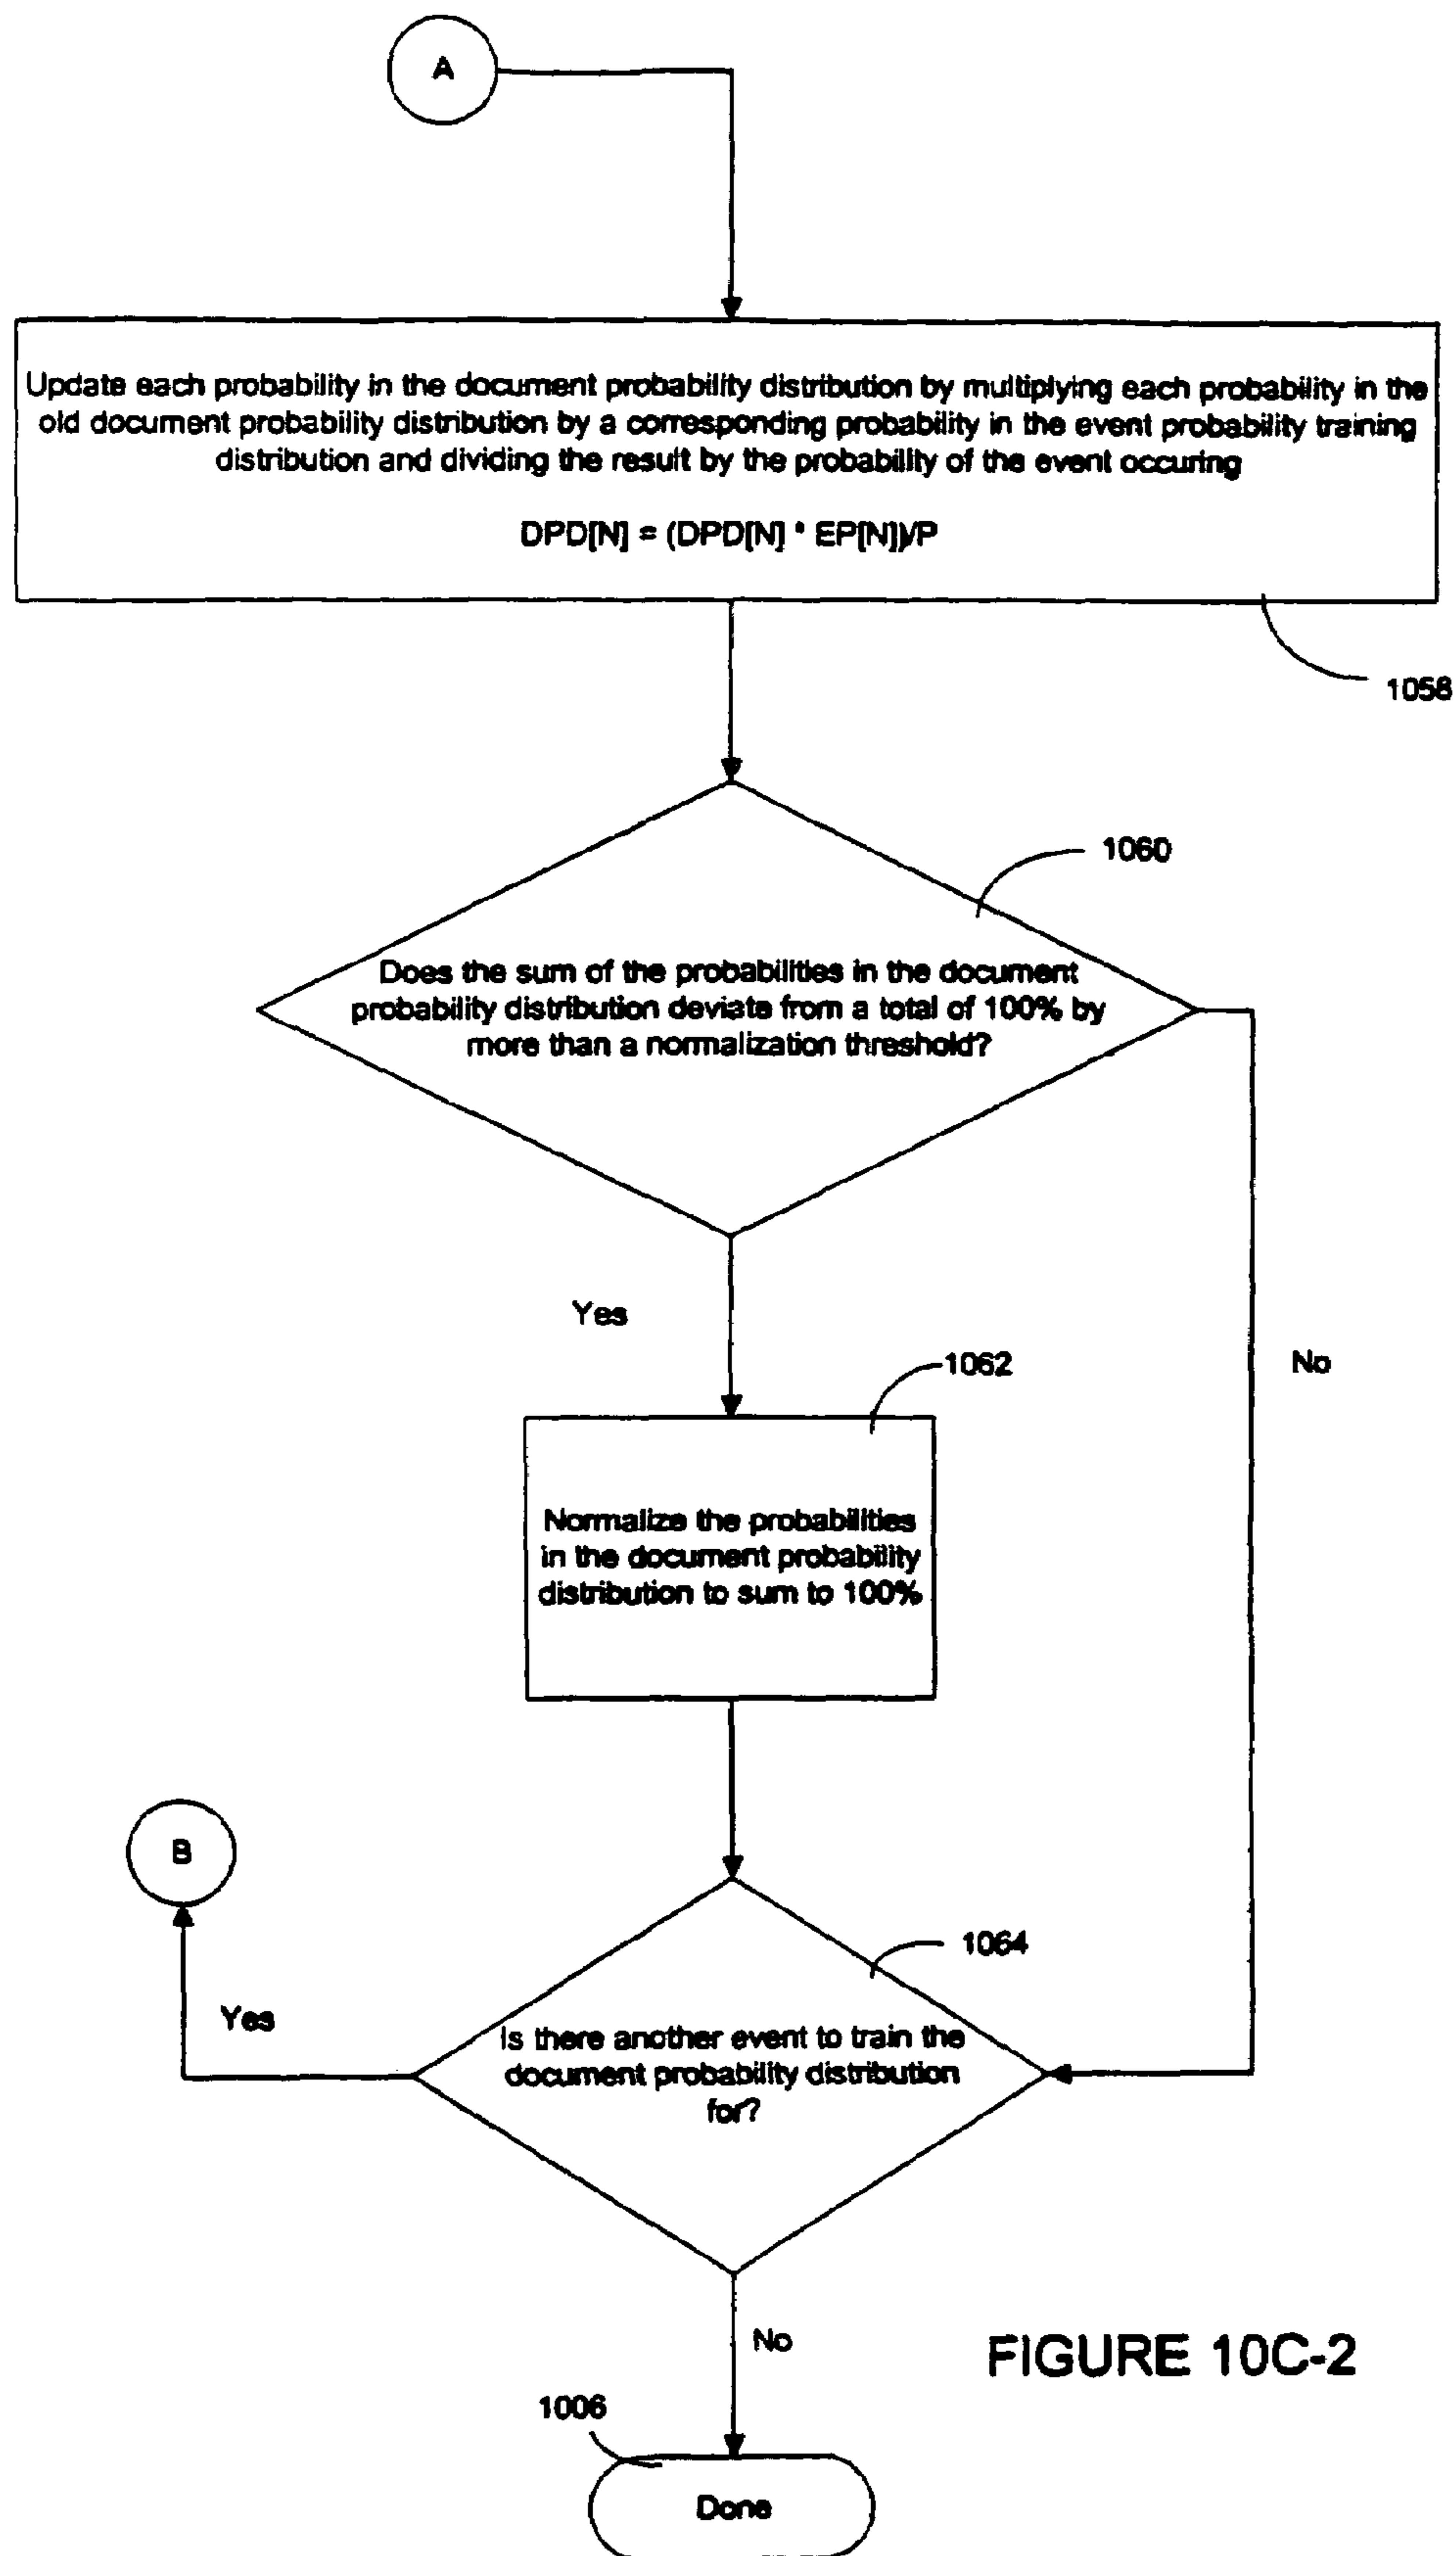 A
Update each probability in the document probability distribution by multiplying each probability in the
old document probability distribution by a corresponding probability in the event probability training
distribution and dividing the result by the probability of the event occuring
DPD[N] = (DPD[N] * EP[N])/P
1058
1060
Does the sum of the probabilities in the document
probability distribution deviate from a total of 100% by
more than a normalization threshold?
Yes
No
1062
Normalize the probabilities
in the document probability
distribution to sum to 100%
B
Yes
1064
Is there another event to train the
document probability distribution
for?
No
FIGURE 10C-2
1006
Done